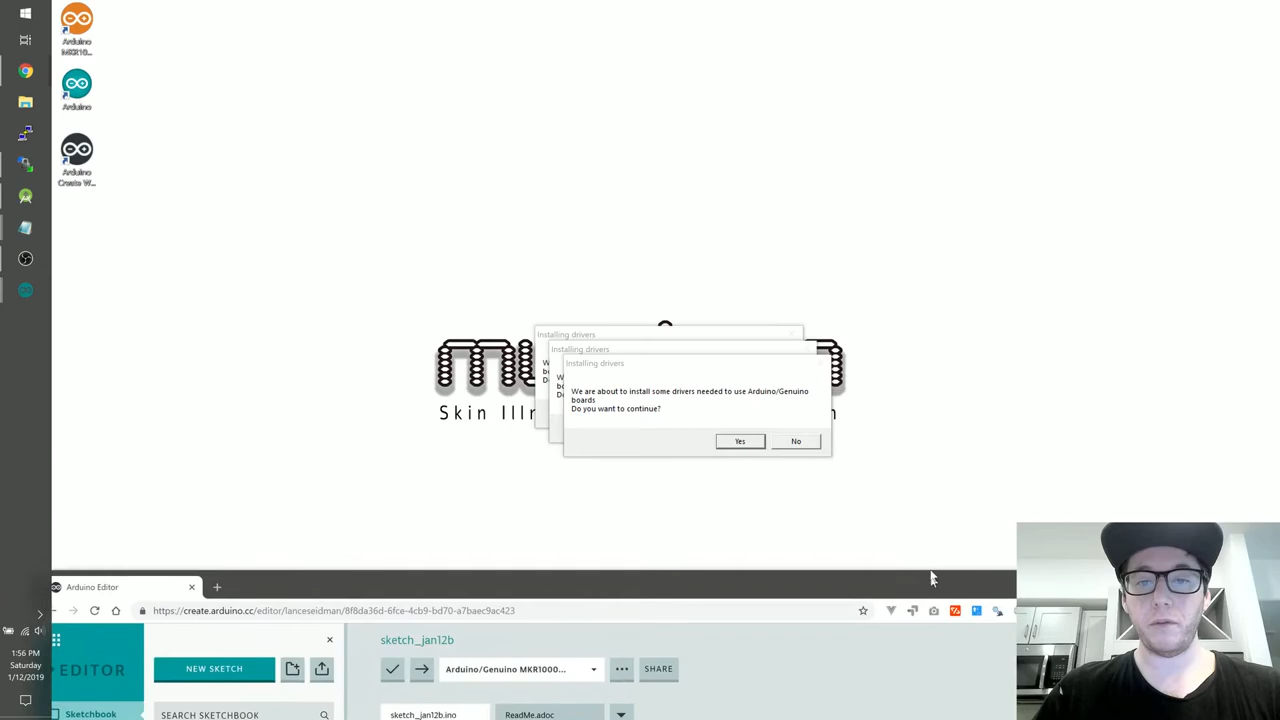 Arduino
MKR10...
Arduino
Arduino
Create W...
Installing drivers
Installing drivers
Installing drivers
We are about to install some drivers needed to use Arduino/Genuino
boards
Do you want to continue?
Yes
No
Skin Ill
Arduino Editor
https://create.arduino.cc/editor/lanceseidman/8f8da36d-6fce-4cb9-bd70-a7baec9ac423
EDITOR
NEW SKETCH
sketch_jan12b
Arduino/Genuino MKR1000...
SHARE
Sketchbook
SEARCH SKETCHBOOK
sketch_jan12b.ino
ReadMe.adoc
1:56 PM
Saturday
1/12/2019